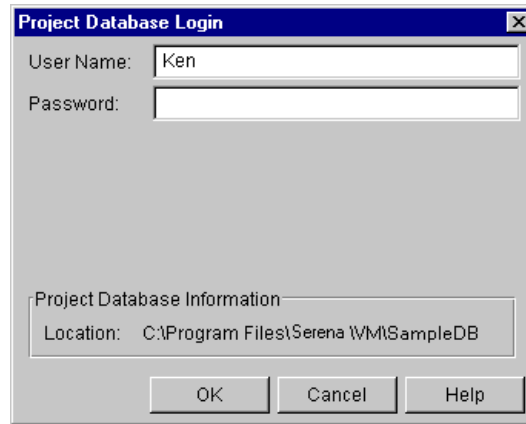 Project Database Login
User Name: Ken
Password:
Project Database Information
Location: C:\Program Files\Serena \VM\SampleDB
OK Cancel Help